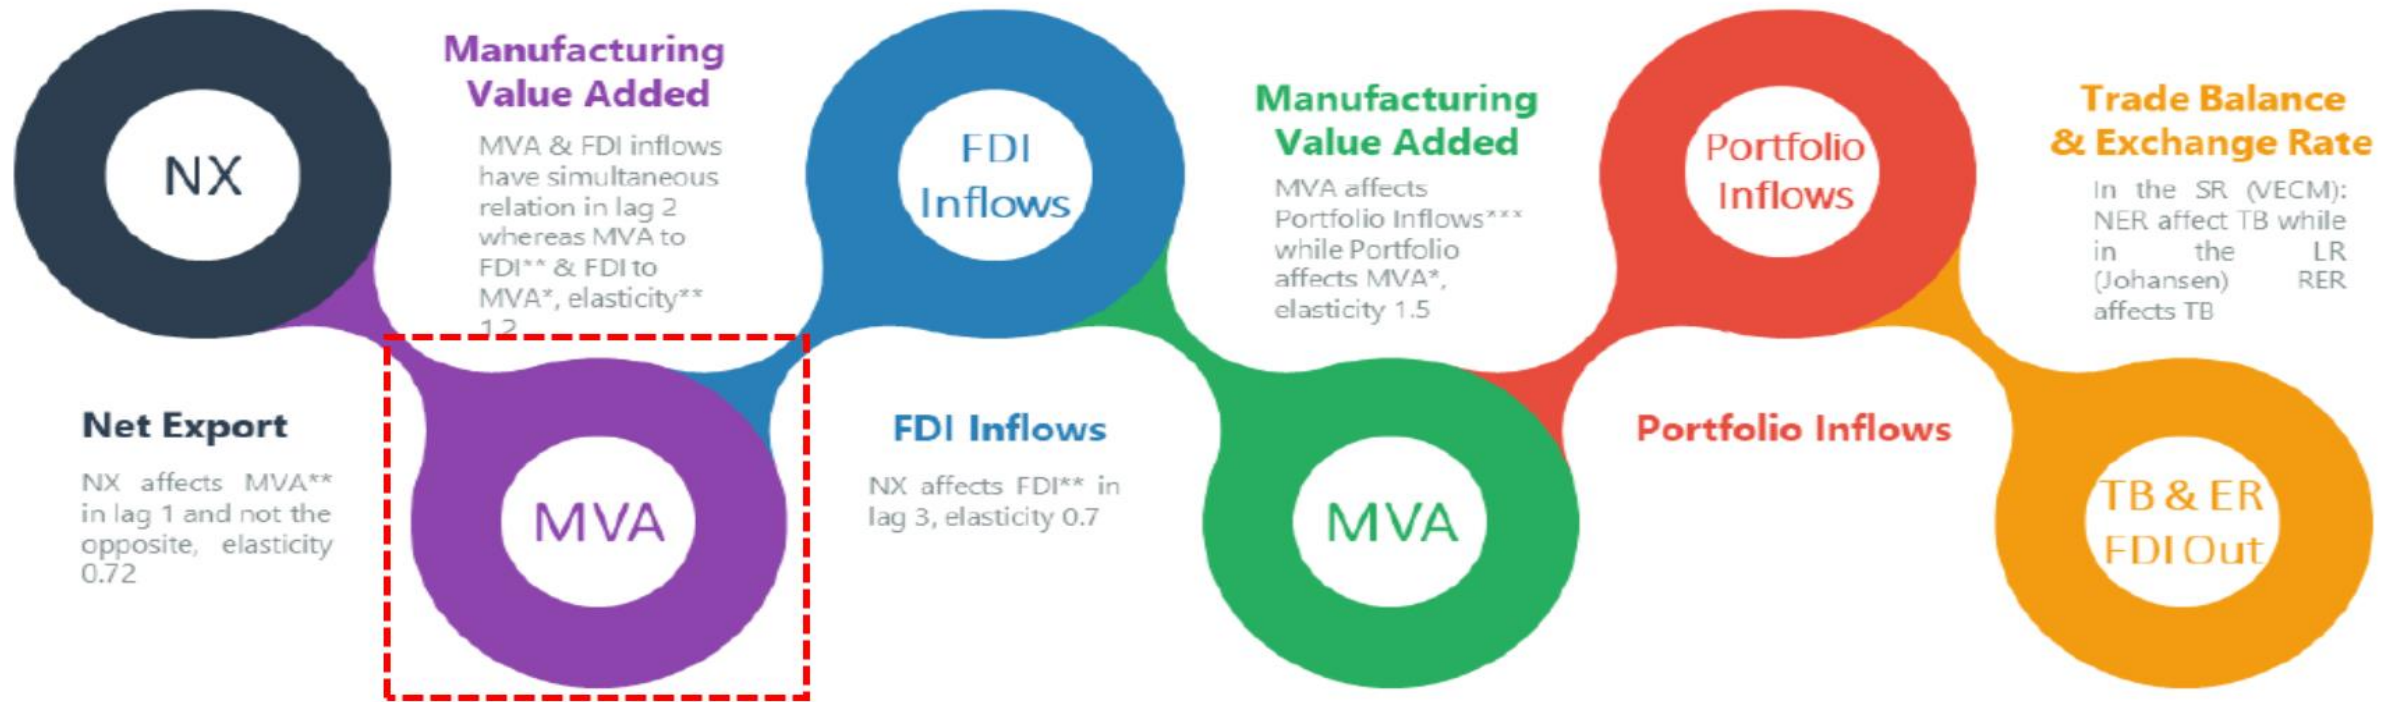 NX
Manufacturing
Value Added
MVA & FDI inflows
have simultaneous
relation in lag 2
whereas MVA to
FDI** & FDI to
MVA*, elasticity**
1.2
FDI
Inflows
Manufacturing
Value Added
MVA affects
Portfolio Inflows***
while Portfolio
affects MVA*,
elasticity 1.5
Portfolio
Inflows
Trade Balance
& Exchange Rate
In the SR (VECM):
NER affect TB while
in the LR
(Johansen) RER
affects TB
Net Export
NX affects MVA**
in lag 1 and not the
opposite, elasticity
0.72
MVA
FDI Inflows
NX affects FDI** in
lag 3, elasticity 0.7
MVA
Portfolio Inflows
TB & ER
FDI Out